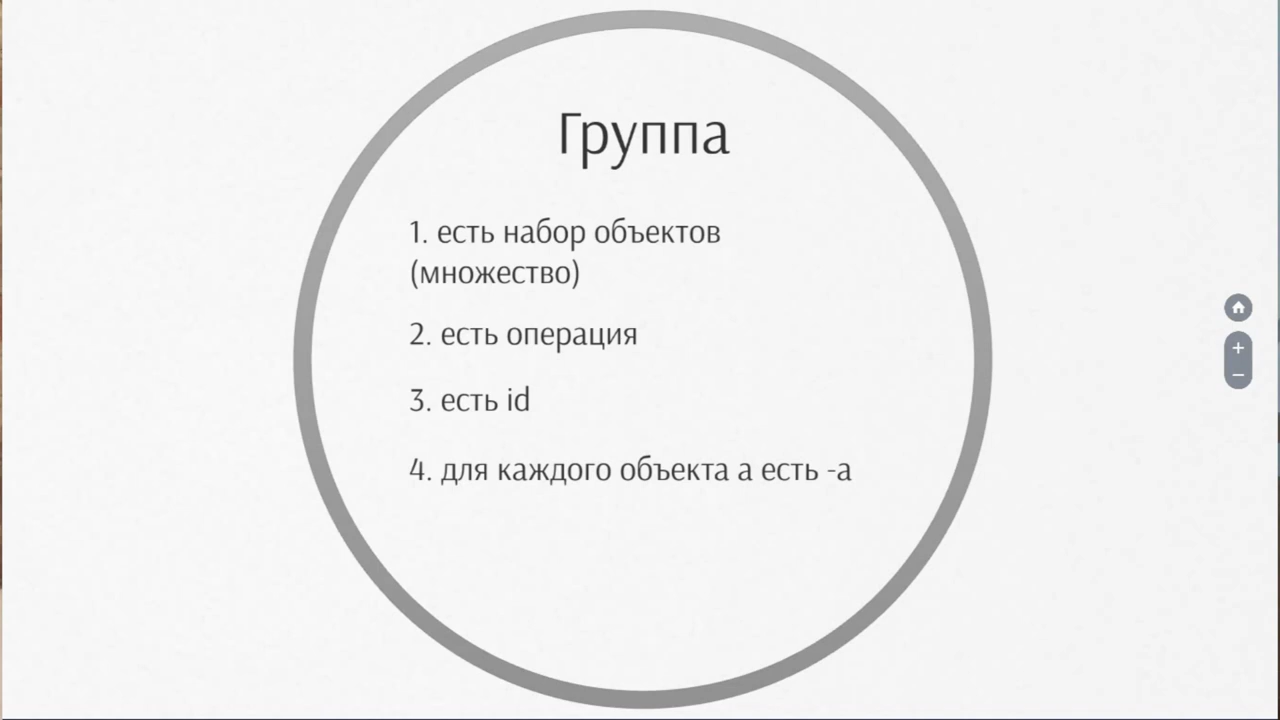 Группа
1. есть набор объектов
(множество)
2. есть операция
3. есть id
4. для каждого объекта а есть -а